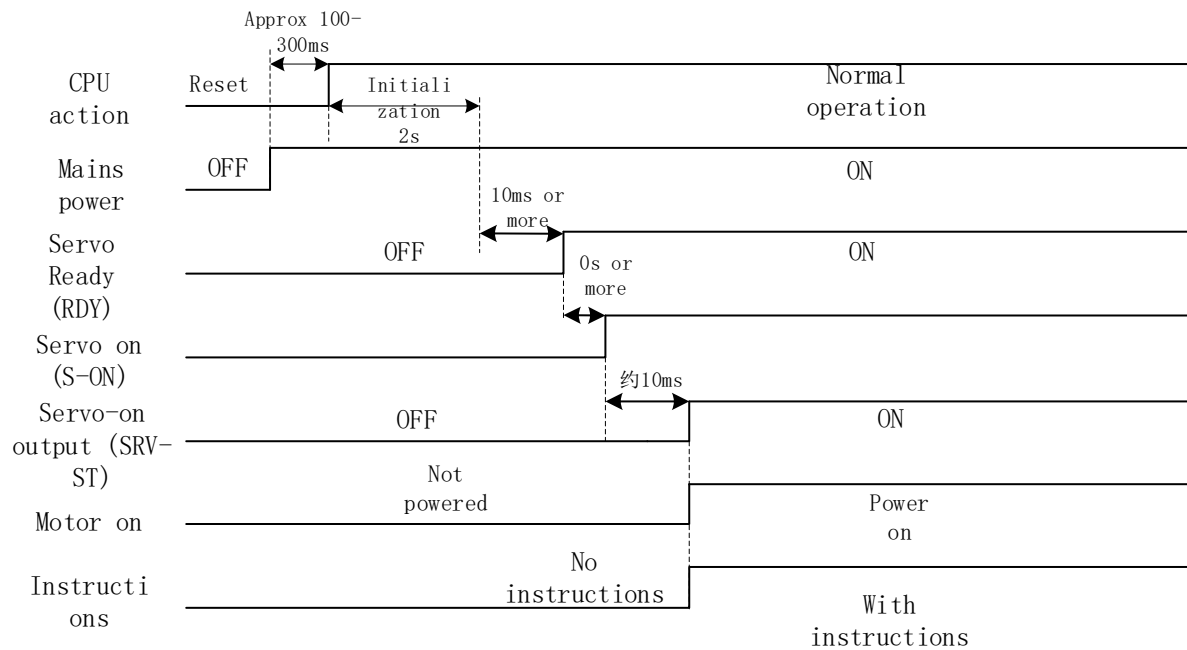 Approx 100-
300ms
CPU
action
Reset
Initiali
zation
2s
Normal
operation
Mains
power
OFF
ON
10ms or
more
Servo
Ready
(RDY)
OFF
ON
0s or
more
Servo on
(S-ON)
约10ms
Servo-on
output (SRV-
ST)
OFF
ON
Not
powered
Motor on
Power
on
No
instructions
Instructi
ons
With
instructions